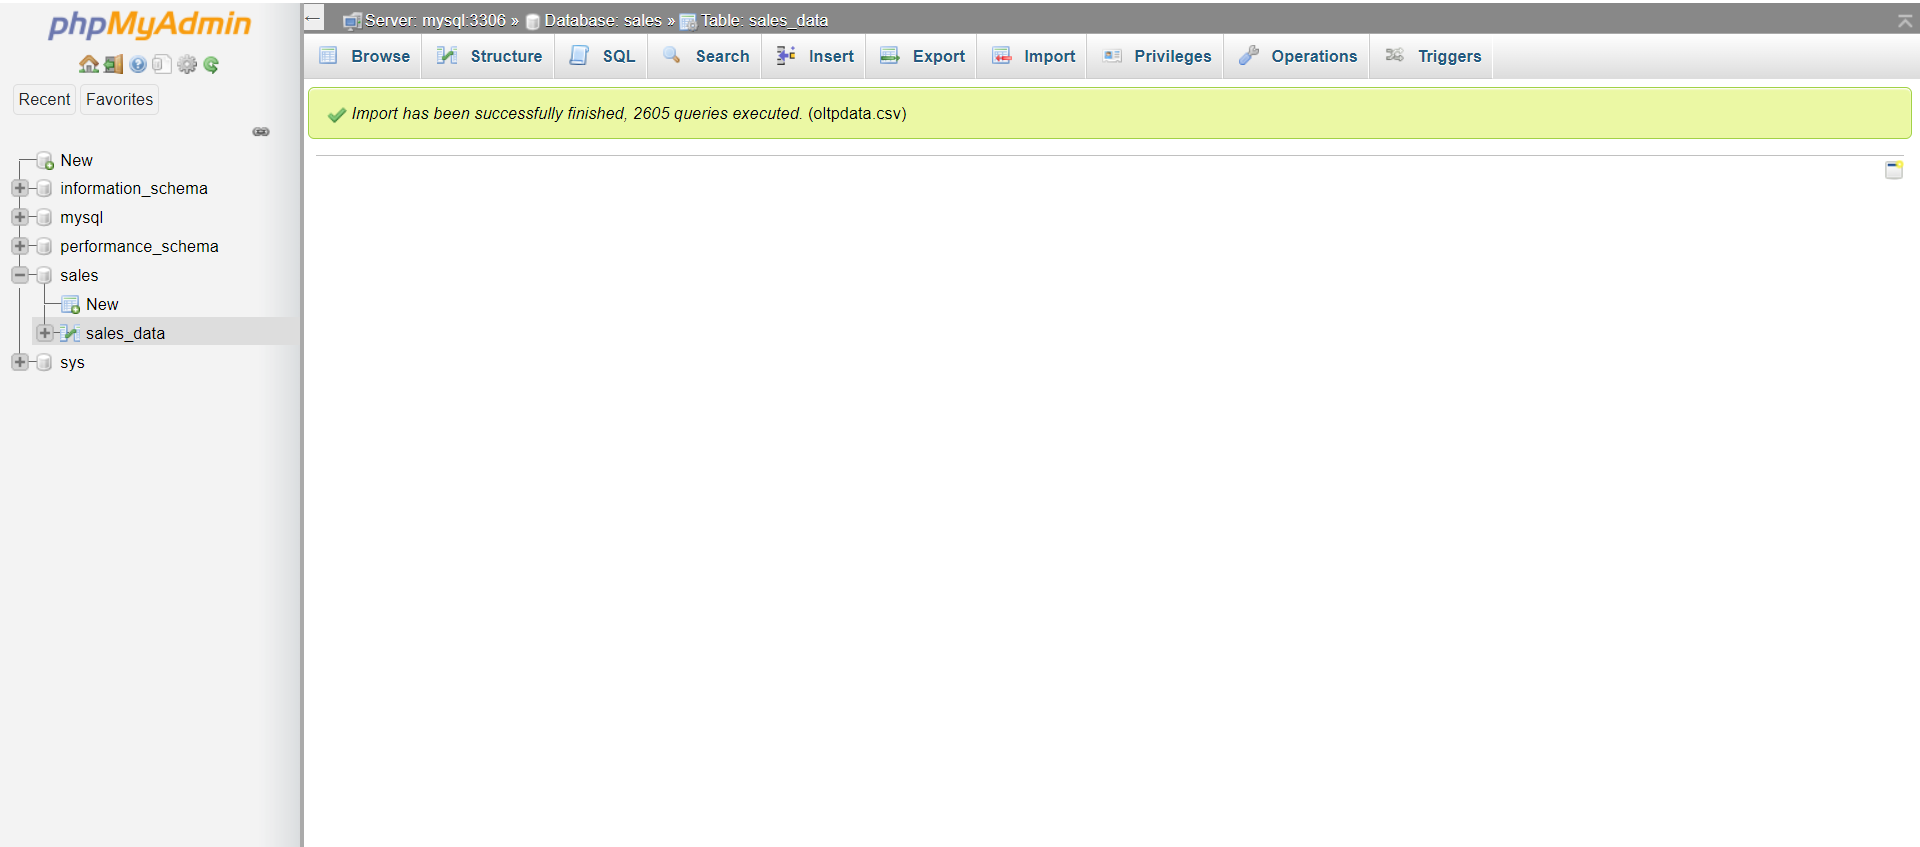 phpMyAdmin
Recent Favorites
New
information_schema
mysql
performance_schema
sales
New
sales_data
sys
Server: mysql:3306 » Database: sales » Table: sales_data
Browse Structure SQL Search Insert Export Import Privileges Operations Triggers
Import has been successfully finished, 2605 queries executed. (oltpdata.csv)